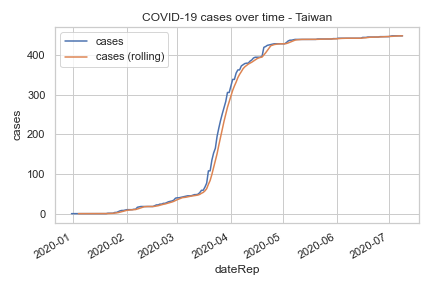 COVID-19 cases over time - Taiwan
cases
cases (rolling)
400
300
200
100
0
cases
2020-01
2020-02
2020-03
2020-04
2020-05
2020-06
2020-07
dateRep